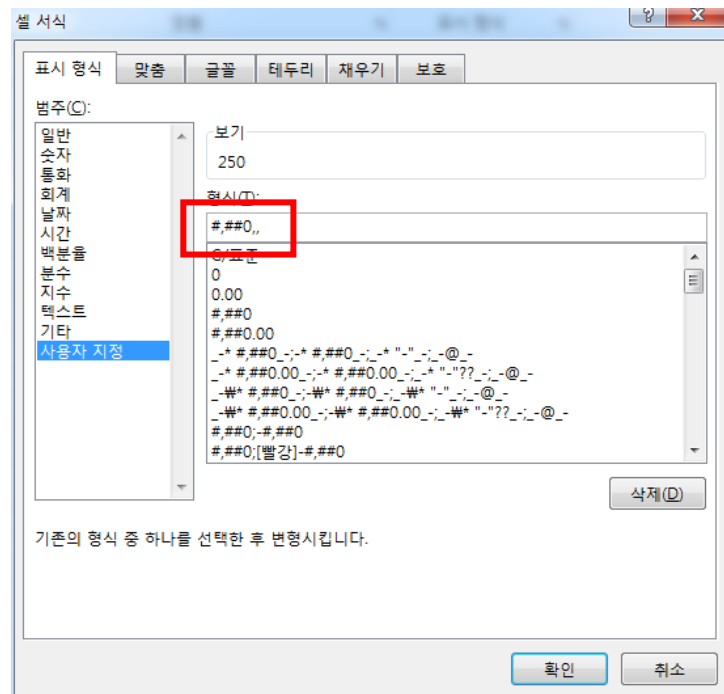 셀 서식
표시 형식 맞춤 글꼴 테두리 채우기 보호
범주(C):
일반
숫자
통화
회계
날짜
시간
백분율
분수
지수
텍스트
기타
사용자 지정
보기
250
형식(T):
#,##0,,
G/표준
0
0.00
#,##0
#,##0.00
_-* #,##0_-;-* #,##0_-;_-* "-"_-;_-@_-
_-* #,##0.00_-;-* #,##0.00_-;_-* "-"??_-;_-@_-
_-₩* #,##0_-;-₩* #,##0_-;_-₩* "-"_-;_-@_-
_-₩* #,##0.00_-;-₩* #,##0.00_-;_-₩* "-"??_-;_-@_-
#,##0;-#,##0
#,##0;[빨강]-#,##0
삭제(D)
기존의 형식 중 하나를 선택한 후 변형시킵니다.
확인 취소